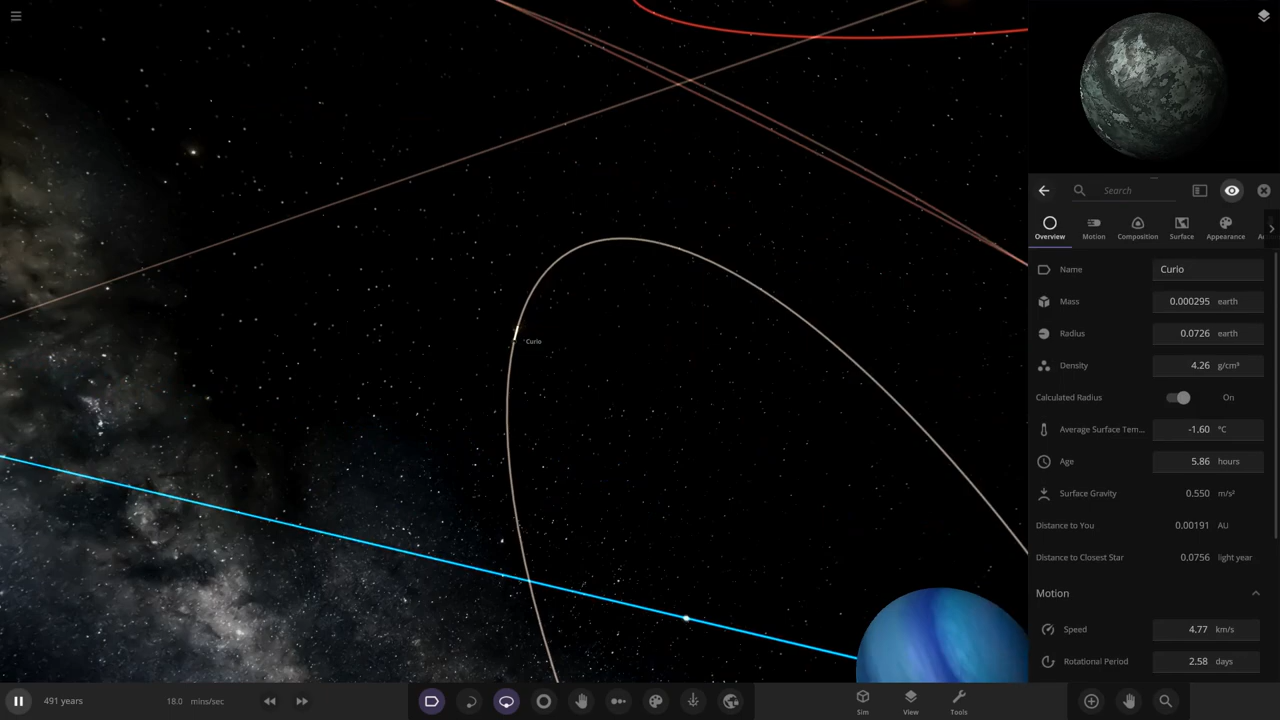 Search
Overview
Motion
Composition
Surface
Appearance
Name
Curio
Mass
0.000295 earth
Radius
0.0726 earth
Density
4.26 g/cm³
Calculated Radius
On
Average Surface Tem...
-1.60 °C
Age
5.86 hours
Surface Gravity
0.550 m/s²
Distance to You
0.00191 AU
Distance to Closest Star
0.0756 light year
Motion
Speed
4.77 km/s
Rotational Period
2.58 days
Curio
491 years
18.0 mins/sec
Sim
View
Tools